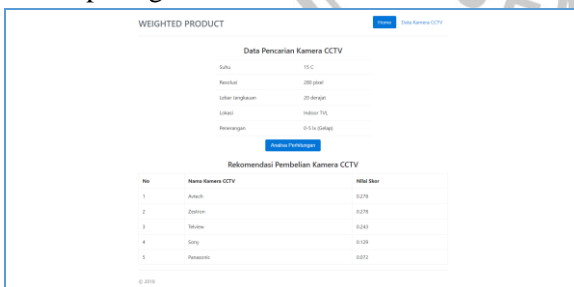 WEIGHTED PRODUCT Home Data Kamera CCTV
Data Pencarian Kamera CCTV
Suhu 15 C
Resolusi 200 pixel
Lebar Jangkauan 20 derajat
Lokasi Indoor TVL
Penerangan 0-5 lx (Gelap)
Analisa Perhitungan
Rekomendasi Pembelian Kamera CCTV
No Nama Kamera CCTV Nilai Skor
1 Avtech 0.278
2 Zestron 0.278
3 Telview 0.243
4 Sony 0.129
5 Panasonic 0.072
© 2018